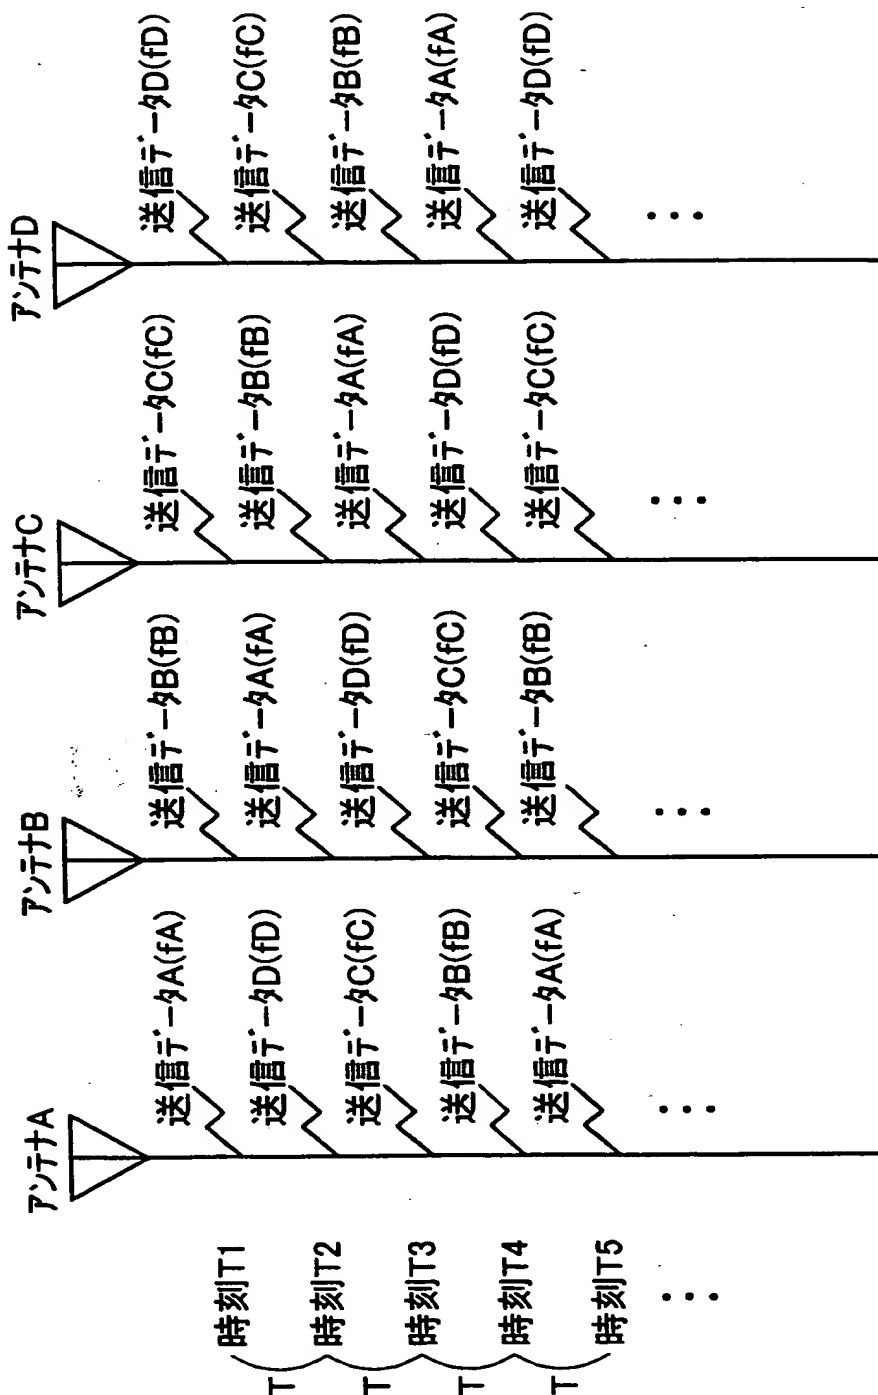 アンテナA アンテナB アンテナC アンテナD
時刻T1 送信データA(fA) 送信データB(fB) 送信データC(fC) 送信データD(fD)
T
時刻T2 送信データD(fD) 送信データA(fA) 送信データB(fB) 送信データC(fC)
T
時刻T3 送信データC(fC) 送信データD(fD) 送信データA(fA) 送信データB(fB)
T
時刻T4 送信データB(fB) 送信データC(fC) 送信データD(fD) 送信データA(fA)
T
時刻T5 送信データA(fA) 送信データB(fB) 送信データC(fC) 送信データD(fD)
••• ••• ••• ••• •••